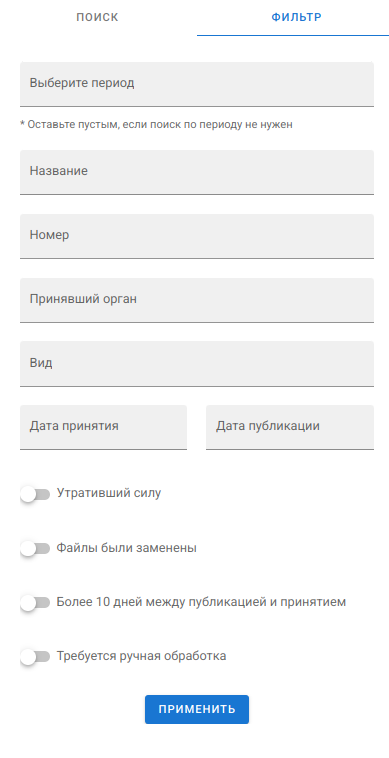 ПОИСК ФИЛЬТР
Выберите период
* Оставьте пустым, если поиск по периоду не нужен
Название
Номер
Принявший орган
Вид
Дата принятия Дата публикации
Утративший силу
Файлы были заменены
Более 10 дней между публикацией и принятием
Требуется ручная обработка
ПРИМЕНИТЬ